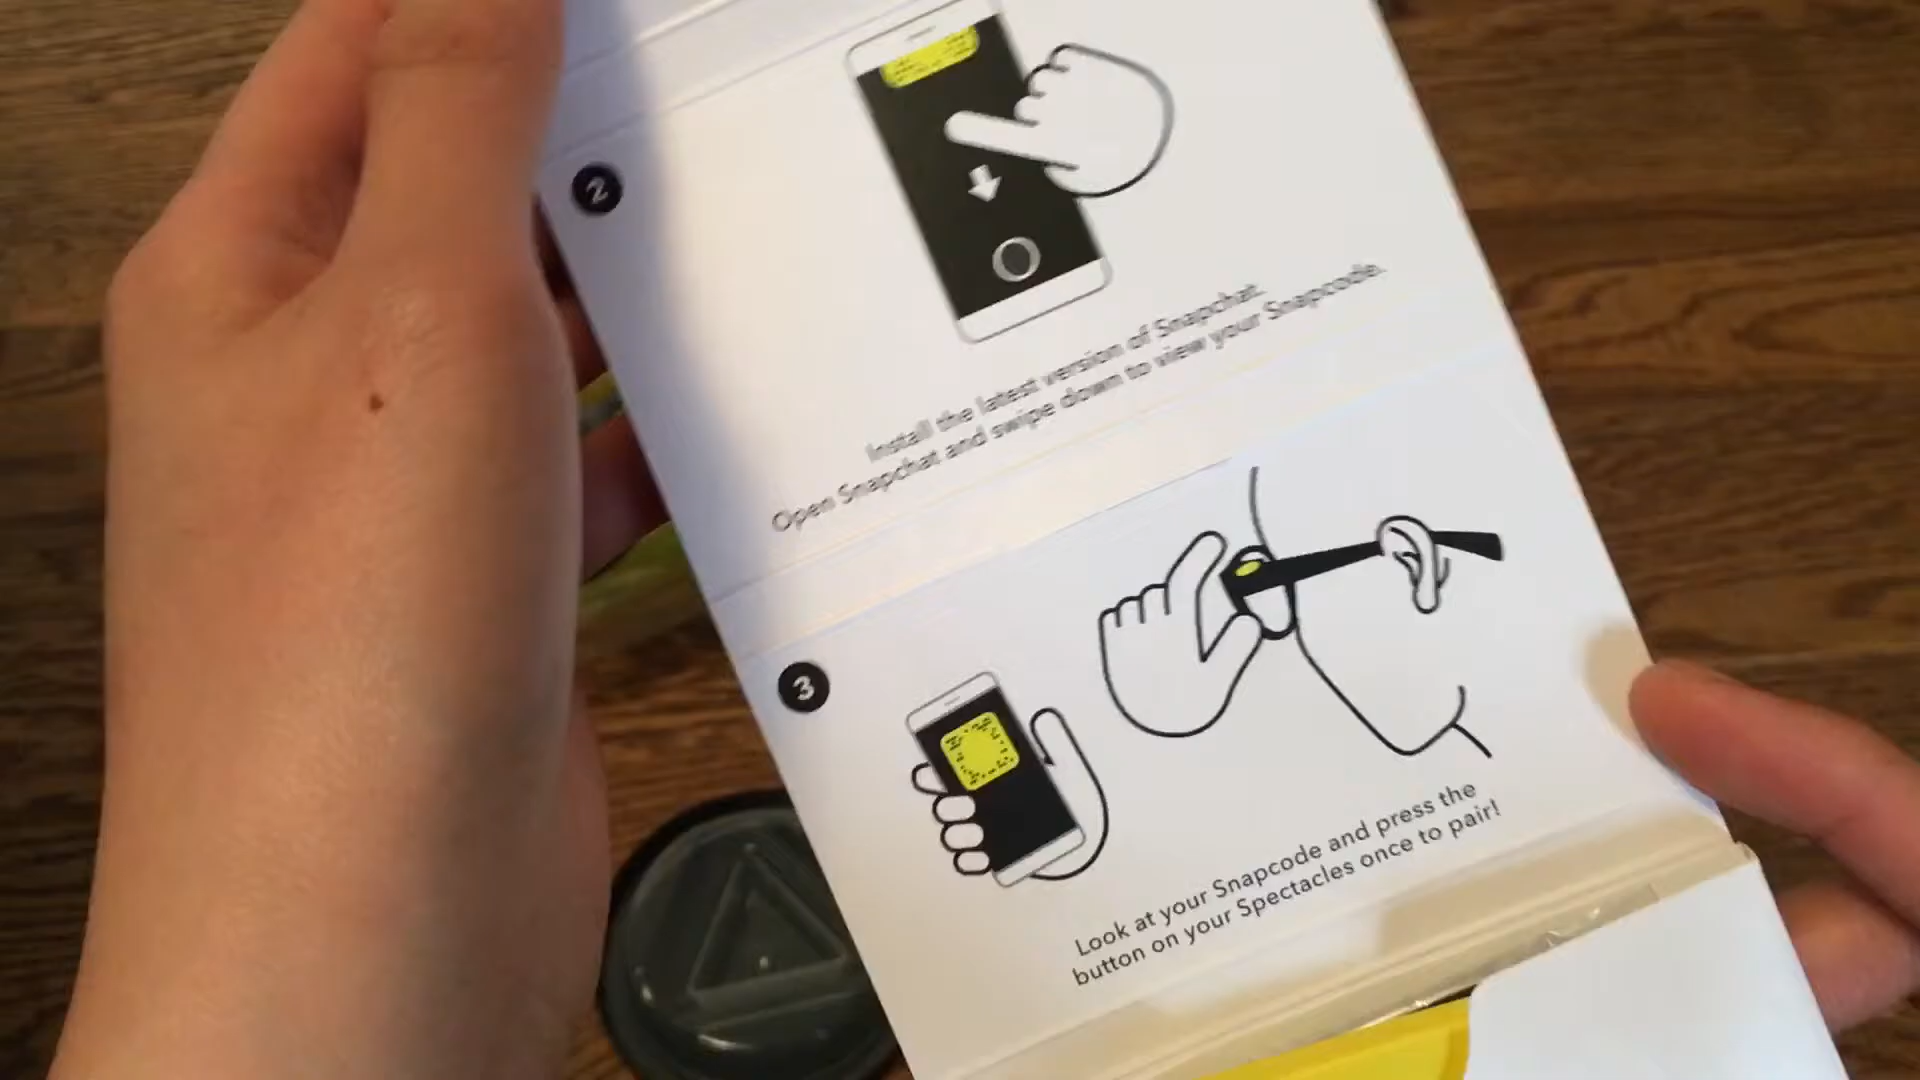 2
Install the latest version of Snapchat.
Open Snapchat and swipe down to view your Snapcode.
3
Look at your Snapcode and press the
button on your Spectacles once to pair!